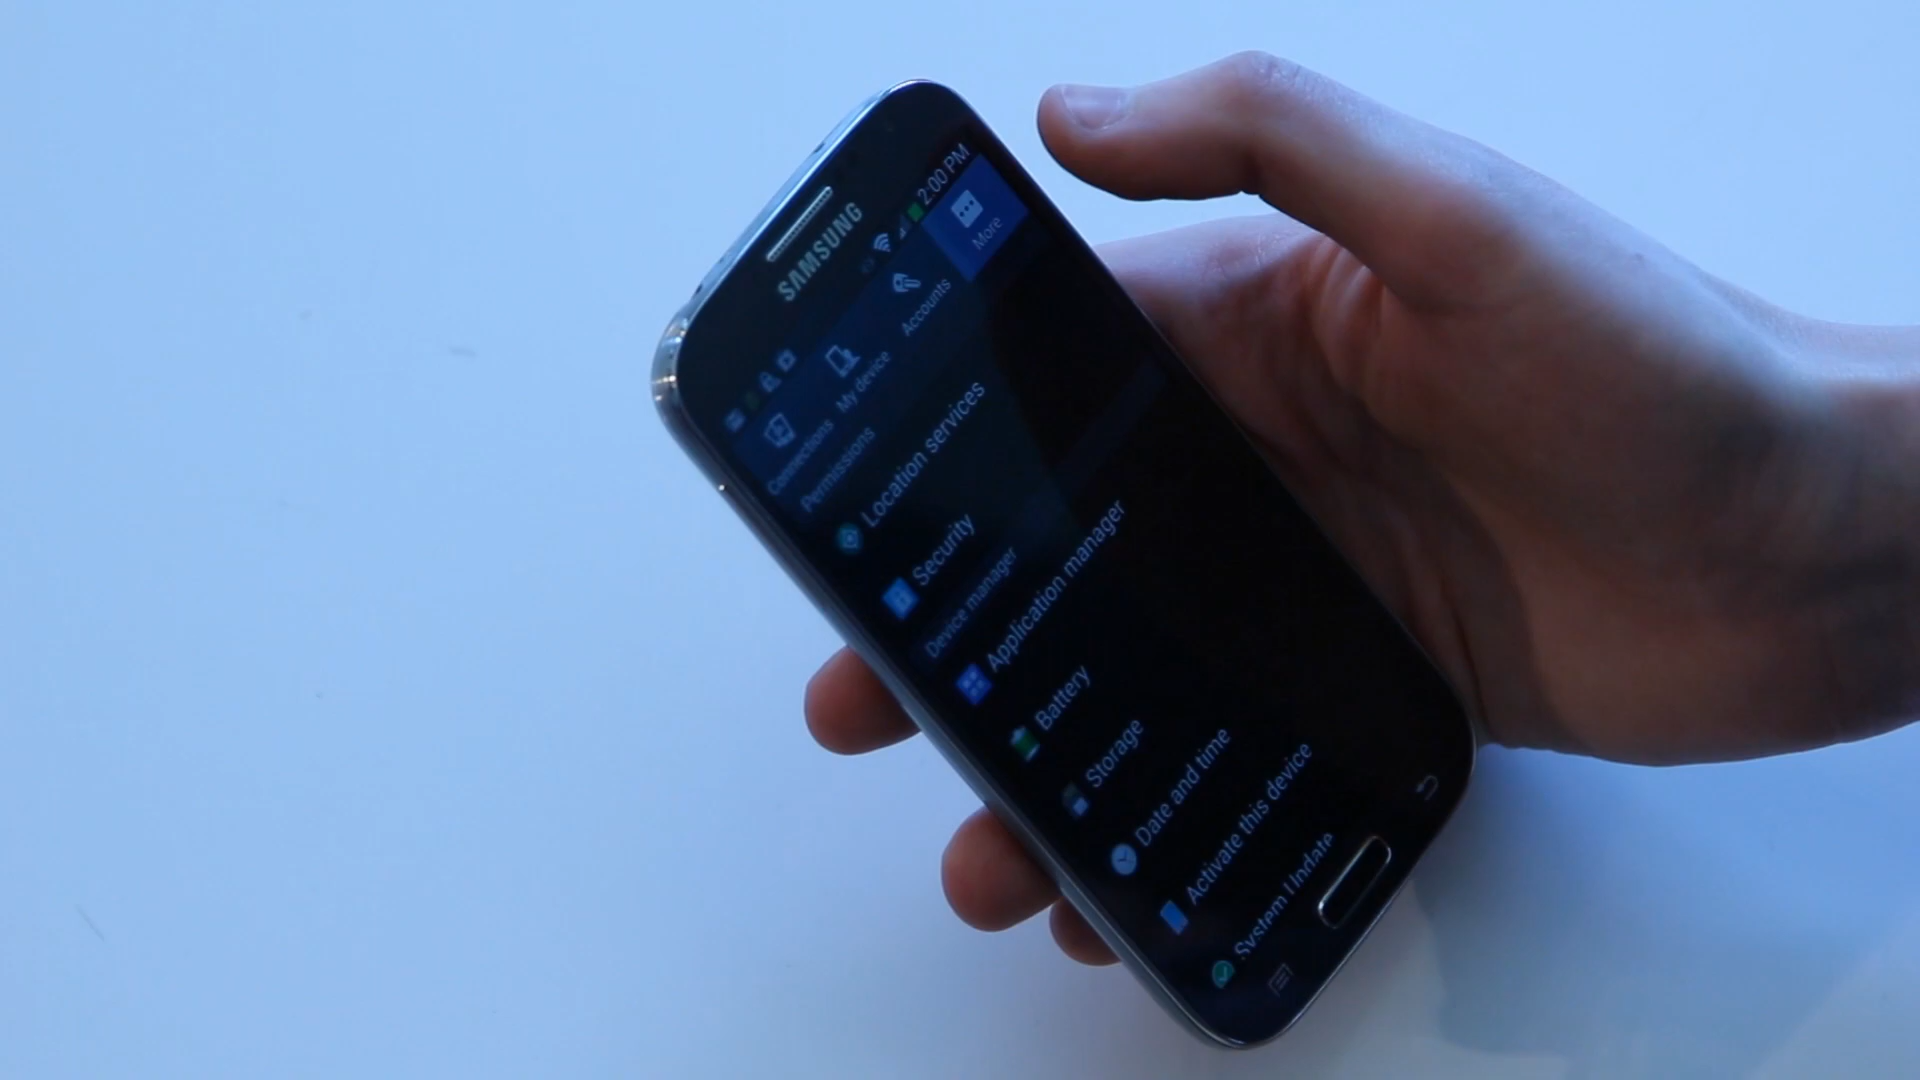 SAMSUNG
2:00 PM
Connections
My device
Accounts
More
Permissions
Location services
Security
Device manager
Application manager
Battery
Storage
Date and time
Activate this device
System Update